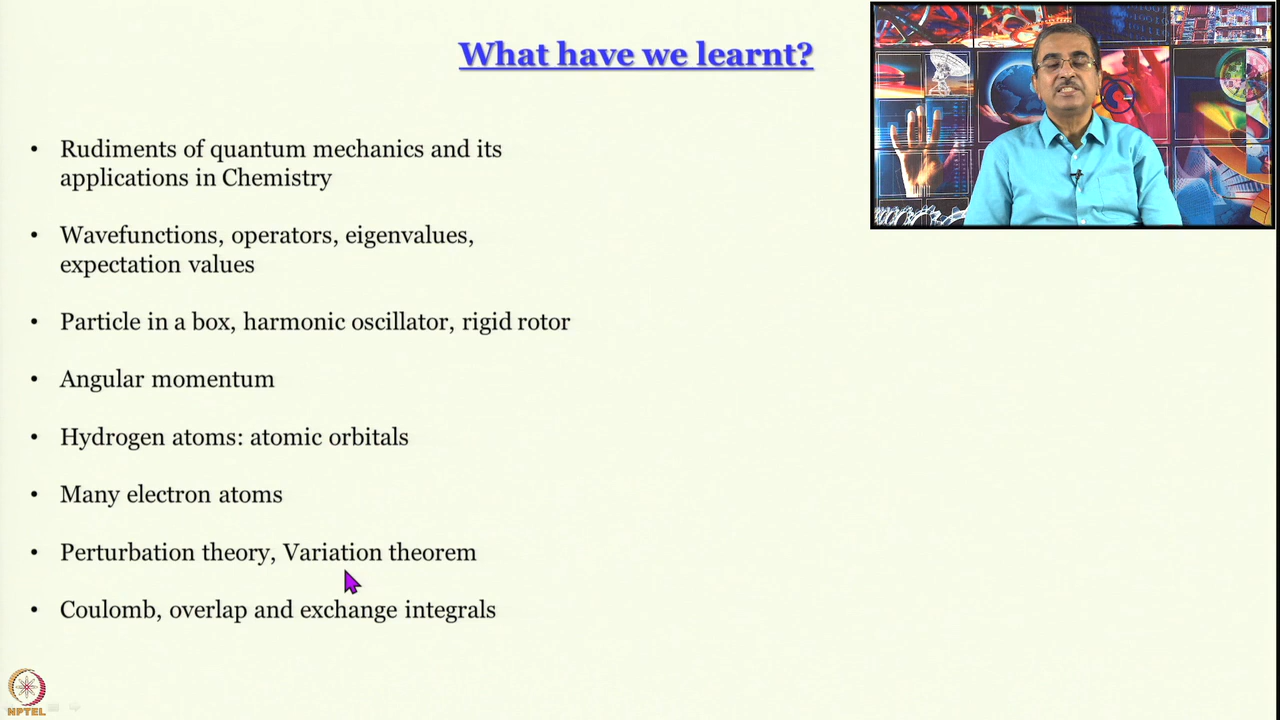 What have we learnt?
• Rudiments of quantum mechanics and its
applications in Chemistry
• Wavefunctions, operators, eigenvalues,
expectation values
• Particle in a box, harmonic oscillator, rigid rotor
• Angular momentum
• Hydrogen atoms: atomic orbitals
• Many electron atoms
• Perturbation theory, Variation theorem
• Coulomb, overlap and exchange integrals
NPTEL